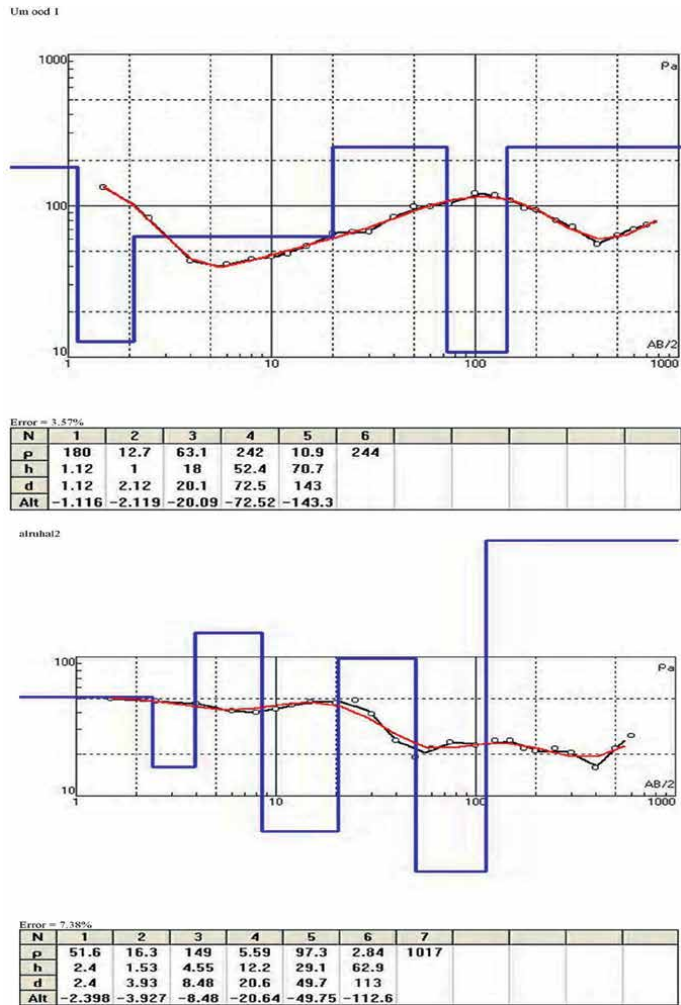 Um ood 1
1000
Pa
100
10
AB/2
1
10
100
1000
Error = 3.57%
N 1 2 3 4 5 6
ρ 180 12.7 63.1 242 10.9 244
h 1.12 1 18 52.4 70.7
d 1.12 2.12 20.1 72.5 143
Alt -1.116 -2.119 -20.09 -72.52 -143.3
alruhal2
100
Pa
10
AB/2
1
10
100
1000
Error = 7.38%
N 1 2 3 4 5 6 7
ρ 51.6 16.3 149 5.59 97.3 2.84 1017
h 2.4 1.53 4.55 12.2 29.1 62.9
d 2.4 3.93 8.48 20.6 49.7 113
Alt -2.398 -3.927 -8.48 -20.64 -49.75 -112.6